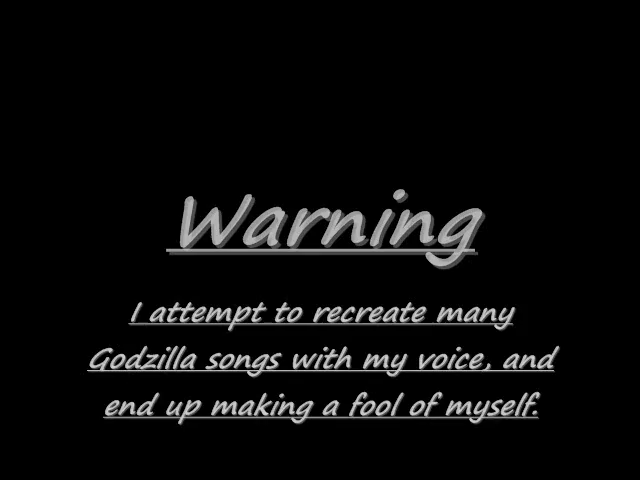 Warning
I attempt to recreate many
Godzilla songs with my voice, and
end up making a fool of myself.